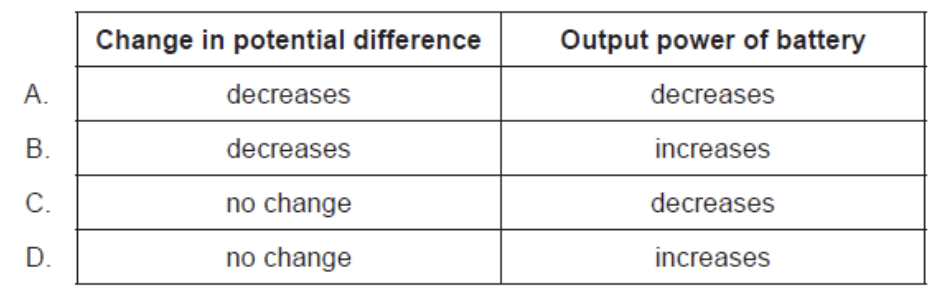 Change in potential difference Output power of battery
A. decreases decreases
B. decreases increases
C. no change decreases
D. no change increases